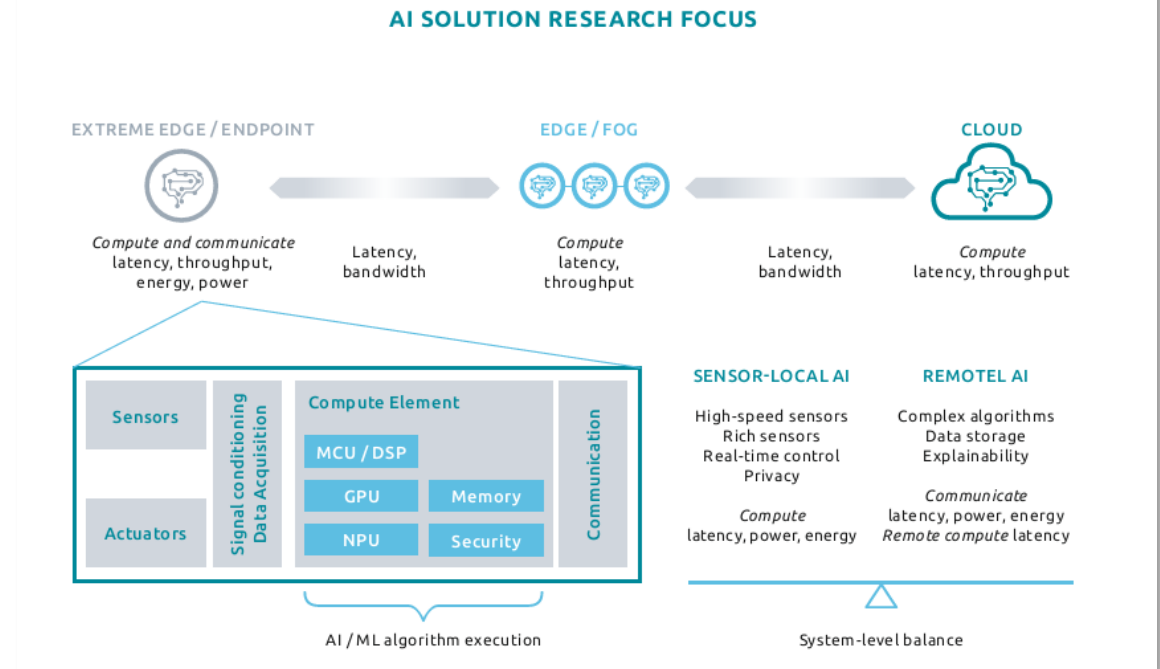 AI SOLUTION RESEARCH FOCUS
EXTREME EDGE / ENDPOINT
EDGE / FOG
CLOUD
Compute and communicate
latency, throughput,
energy, power
Latency,
bandwidth
Compute
latency,
throughput
Latency,
bandwidth
Compute
latency, throughput
Sensors
Actuators
Signal conditioning
Data Acquisition
Compute Element
MCU / DSP
GPU
Memory
NPU
Security
Communication
AI / ML algorithm execution
SENSOR-LOCAL AI
High-speed sensors
Rich sensors
Real-time control
Privacy
Compute
latency, power, energy
REMOTEL AI
Complex algorithms
Data storage
Explainability
Communicate
latency, power, energy
Remote compute latency
System-level balance